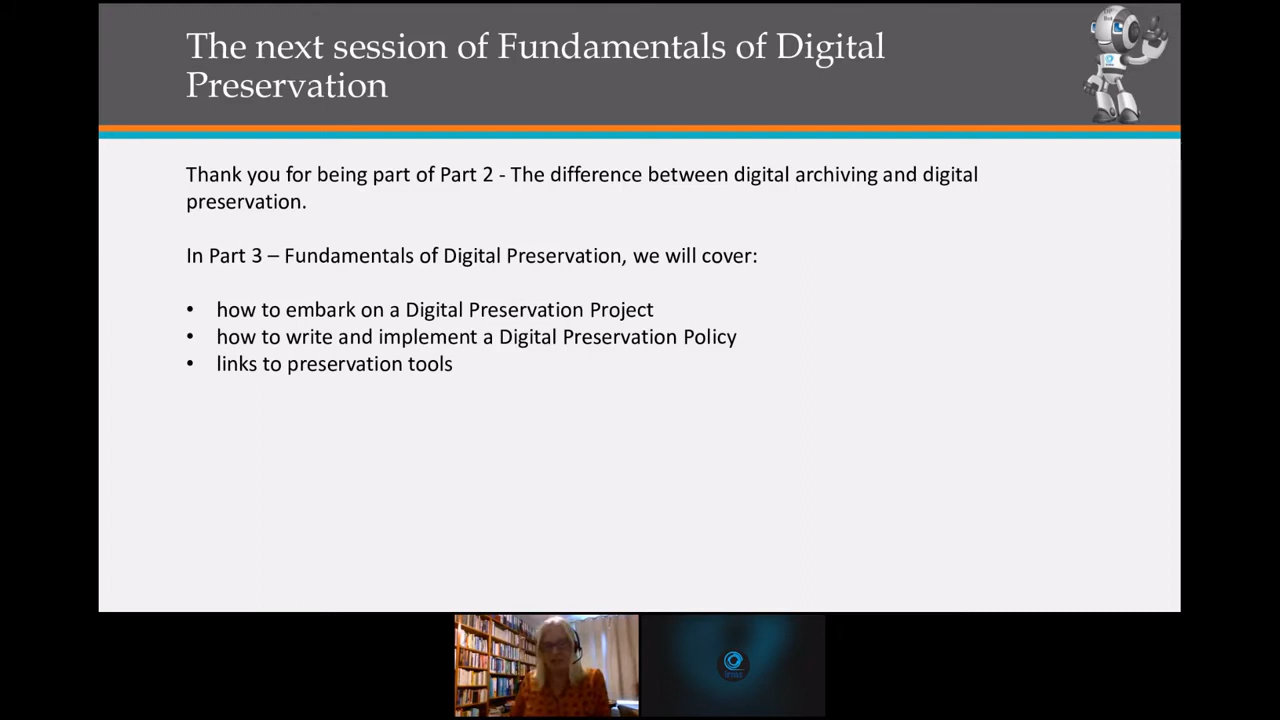 The next session of Fundamentals of Digital
Preservation
Thank you for being part of Part 2 - The difference between digital archiving and digital
preservation.
In Part 3 – Fundamentals of Digital Preservation, we will cover:
• how to embark on a Digital Preservation Project
• how to write and implement a Digital Preservation Policy
• links to preservation tools